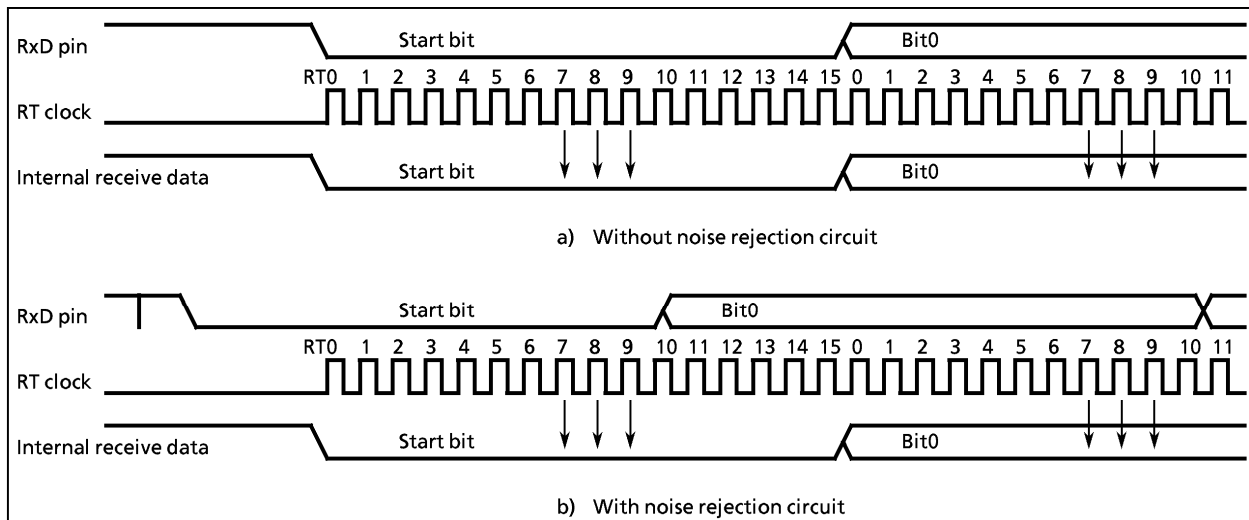 RxD pin Start bit Bit0
RT0 1 2 3 4 5 6 7 8 9 10 11 12 13 14 15 0 1 2 3 4 5 6 7 8 9 10 11
RT clock
Internal receive data Start bit Bit0
a) Without noise rejection circuit
RxD pin Start bit Bit0
RT0 1 2 3 4 5 6 7 8 9 10 11 12 13 14 15 0 1 2 3 4 5 6 7 8 9 10 11
RT clock
Internal receive data Start bit Bit0
b) With noise rejection circuit